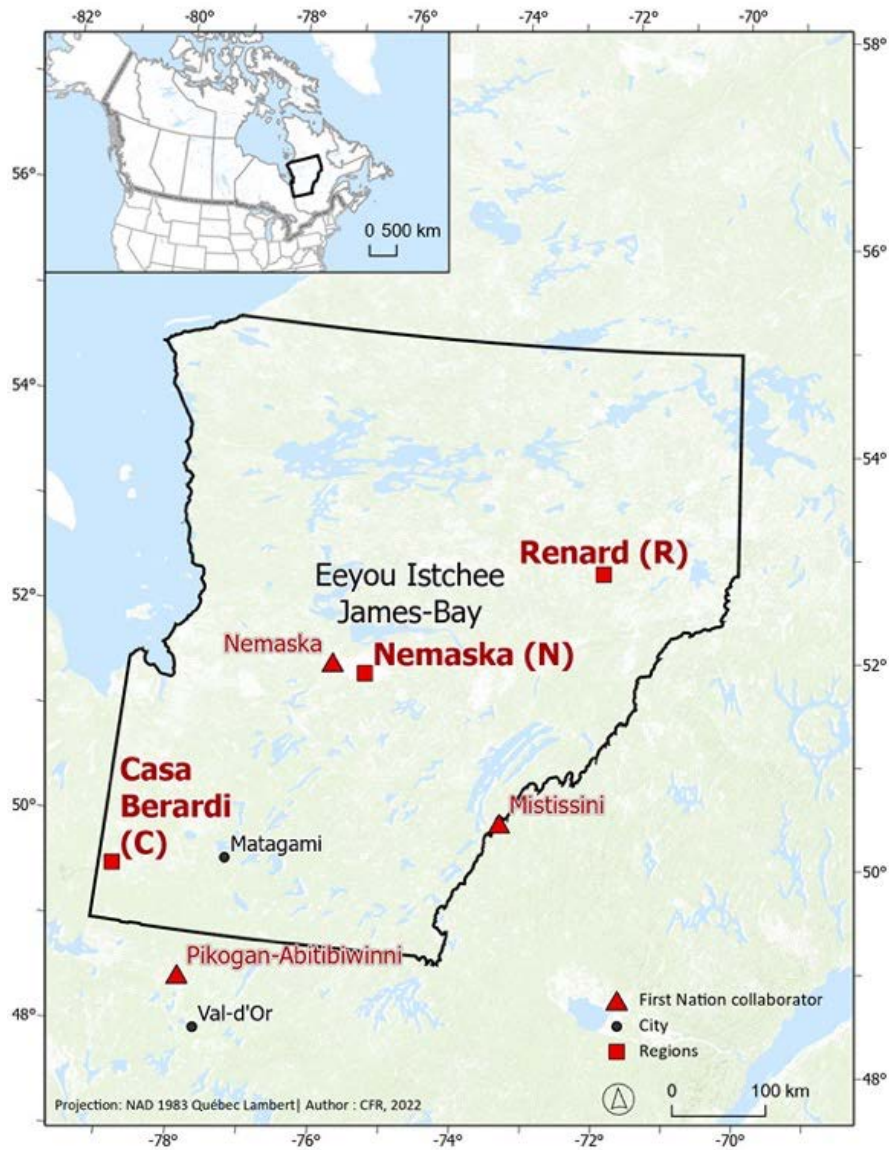 -82° -80° -78° -76° -74° -72° -70°
58°
56°
0 500 km
56°
54°
54°
Renard (R)
52°
Eeyou Istchee
James-Bay
Nemaska
Nemaska (N)
52°
Casa
Berardi
(C)
50°
Mistissini
Matagami
50°
Pikogan-Abitibiwinni
48°
Val-d'Or
First Nation collaborator
City
Regions
48°
0 100 km
Projection: NAD 1983 Québec Lambert| Author : CFR, 2022
-78° -76° -74° -72° -70°